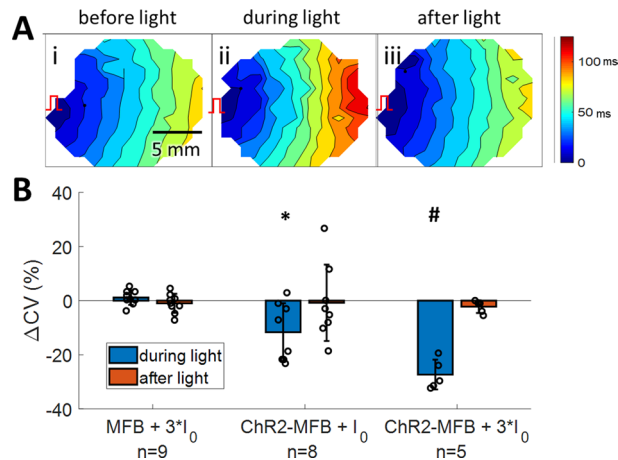 before light during light after light
A
i ii iii
5 mm
100 ms
50 ms
0
B
40
20
0
-20
-40
ΔCV (%)
* #
during light
after light
MFB + 3*I₀ ChR2-MFB + I₀ ChR2-MFB + 3*I₀
n=9 n=8 n=5